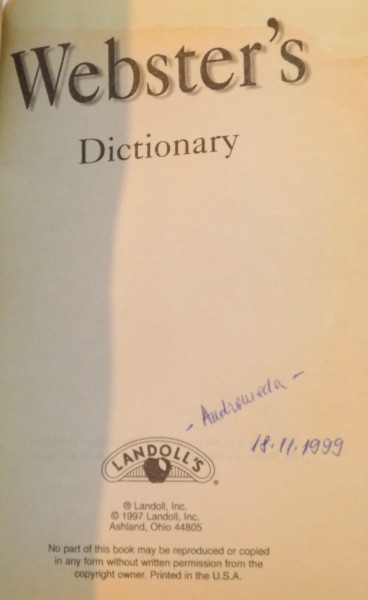 Webster's
Dictionary
- Andromeda -
18.11.1999
LANDOLL'S
®
® Landoll, Inc.
© 1997 Landoll, Inc.
Ashland, Ohio 44805
No part of this book may be reproduced or copied
in any form without written permission from the
copyright owner. Printed in the U.S.A.